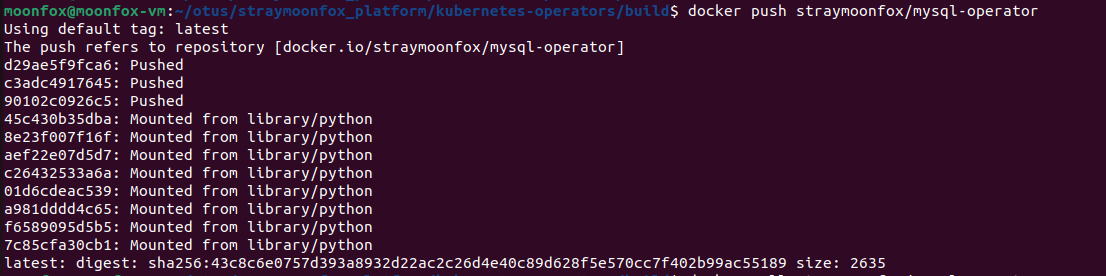 moonfox@moonfox-vm:~/otus/straymoonfox_platform/kubernetes-operators/build$ docker push straymoonfox/mysql-operator
Using default tag: latest
The push refers to repository [docker.io/straymoonfox/mysql-operator]
d29ae5f9fca6: Pushed
c3adc4917645: Pushed
90102c0926c5: Pushed
45c430b35dba: Mounted from library/python
8e23f007f16f: Mounted from library/python
aef22e07d5d7: Mounted from library/python
c26432533a6a: Mounted from library/python
01d6cdeac539: Mounted from library/python
a981dddd4c65: Mounted from library/python
f6589095d5b5: Mounted from library/python
7c85cfa30cb1: Mounted from library/python
latest: digest: sha256:43c8c6e0757d393a8932d22ac2c26d4e40c89d628f5e570cc7f402b99ac55189 size: 2635